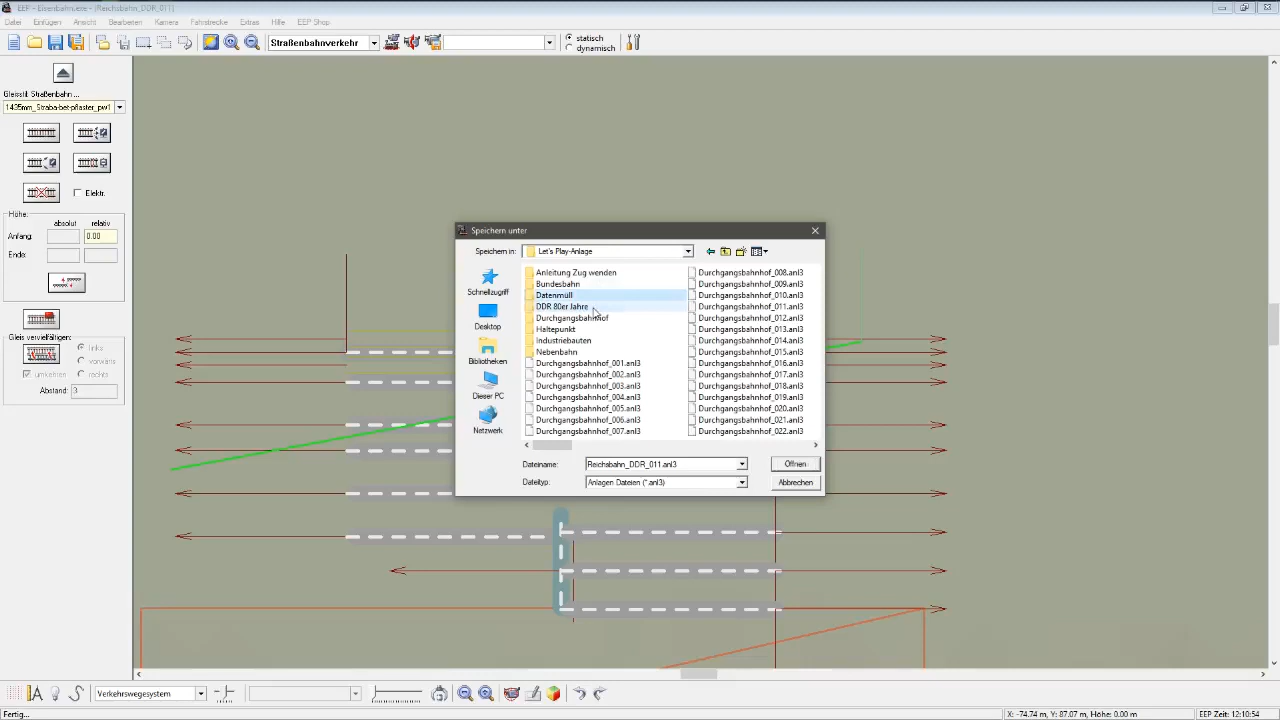 EEP - Eisenbahn.exe - [Reichsbahn_DDR_011]
Datei Einfügen Ansicht Bearbeiten Kamera Fahrstrecke Extras Hilfe EEP Shop
Straßenbahnverkehr
statisch
dynamisch
Gleisstil: Straßenbahn ...
1435mm_Straba-bet-pflaster_pw1
Elektr.
Höhe:
absolut relativ
Anfang: 0.00
Ende:
Gleis vervielfältigen:
links
vorwärts
umkehren rechts
Abstand: 3
Speichern unter
Speichern in: Let's Play-Anlage
Schnellzugriff
Desktop
Bibliotheken
Dieser PC
Netzwerk
Anleitung Zug wenden
Bundesbahn
Datenmüll
DDR 80er Jahre
Durchgangsbahnhof
Haltepunkt
Industriebauten
Nebenbahn
Durchgangsbahnhof_001.anl3
Durchgangsbahnhof_002.anl3
Durchgangsbahnhof_003.anl3
Durchgangsbahnhof_004.anl3
Durchgangsbahnhof_005.anl3
Durchgangsbahnhof_006.anl3
Durchgangsbahnhof_007.anl3
Durchgangsbahnhof_008.anl3
Durchgangsbahnhof_009.anl3
Durchgangsbahnhof_010.anl3
Durchgangsbahnhof_011.anl3
Durchgangsbahnhof_012.anl3
Durchgangsbahnhof_013.anl3
Durchgangsbahnhof_014.anl3
Durchgangsbahnhof_015.anl3
Durchgangsbahnhof_016.anl3
Durchgangsbahnhof_017.anl3
Durchgangsbahnhof_018.anl3
Durchgangsbahnhof_019.anl3
Durchgangsbahnhof_020.anl3
Durchgangsbahnhof_021.anl3
Durchgangsbahnhof_022.anl3
Dateiname: Reichsbahn_DDR_011.anl3 Öffnen
Dateityp: Anlagen Dateien (*.anl3) Abbrechen
Verkehrswegesystem
Fertig... X: -74.74 m, Y: 87.07 m, Höhe: 0.00 m EEP Zeit: 12:10:54